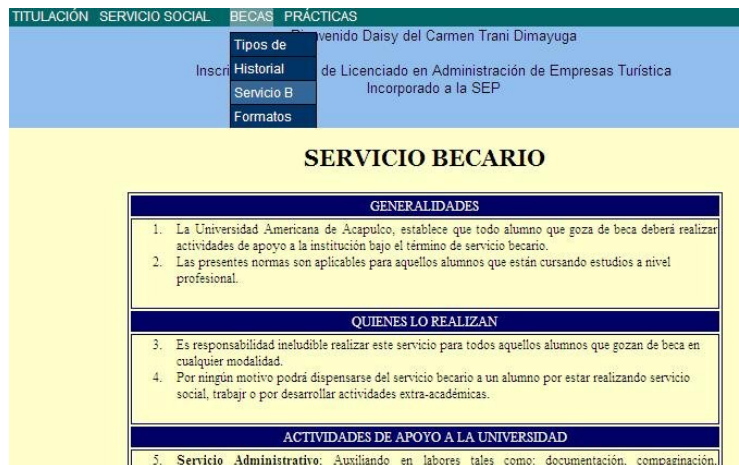 TITULACIÓN SERVICIO SOCIAL BECAS PRÁCTICAS
venido Daisy del Carmen Trani Dimayuga
Tipos de
Inscri
Historial
de Licenciado en Administración de Empresas Turística
Servicio B
Incorporado a la SEP
Formatos
SERVICIO BECARIO
GENERALIDADES
1. La Universidad Americana de Acapulco, establece que todo alumno que goza de beca deberá realizar
actividades de apoyo a la institución bajo el término de servicio becario.
2. Las presentes normas son aplicables para aquellos alumnos que están cursando estudios a nivel
profesional.
QUIENES LO REALIZAN
3. Es responsabilidad ineludible realizar este servicio para todos aquellos alumnos que gozan de beca en
cualquier modalidad.
4. Por ningún motivo podrá dispensarse del servicio becario a un alumno por estar realizando servicio
social, trabajr o por desarrollar actividades extra-académicas.
ACTIVIDADES DE APOYO A LA UNIVERSIDAD
5. Servicio Administrativo: Auxiliando en labores tales como: documentación, compaginación,